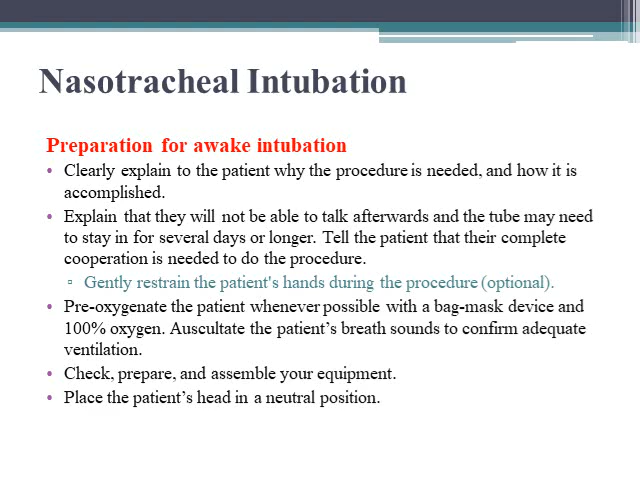 Nasotracheal Intubation
Preparation for awake intubation
• Clearly explain to the patient why the procedure is needed, and how it is
accomplished.
• Explain that they will not be able to talk afterwards and the tube may need
to stay in for several days or longer. Tell the patient that their complete
cooperation is needed to do the procedure.
▫ Gently restrain the patient's hands during the procedure (optional).
• Pre-oxygenate the patient whenever possible with a bag-mask device and
100% oxygen. Auscultate the patient’s breath sounds to confirm adequate
ventilation.
• Check, prepare, and assemble your equipment.
• Place the patient’s head in a neutral position.